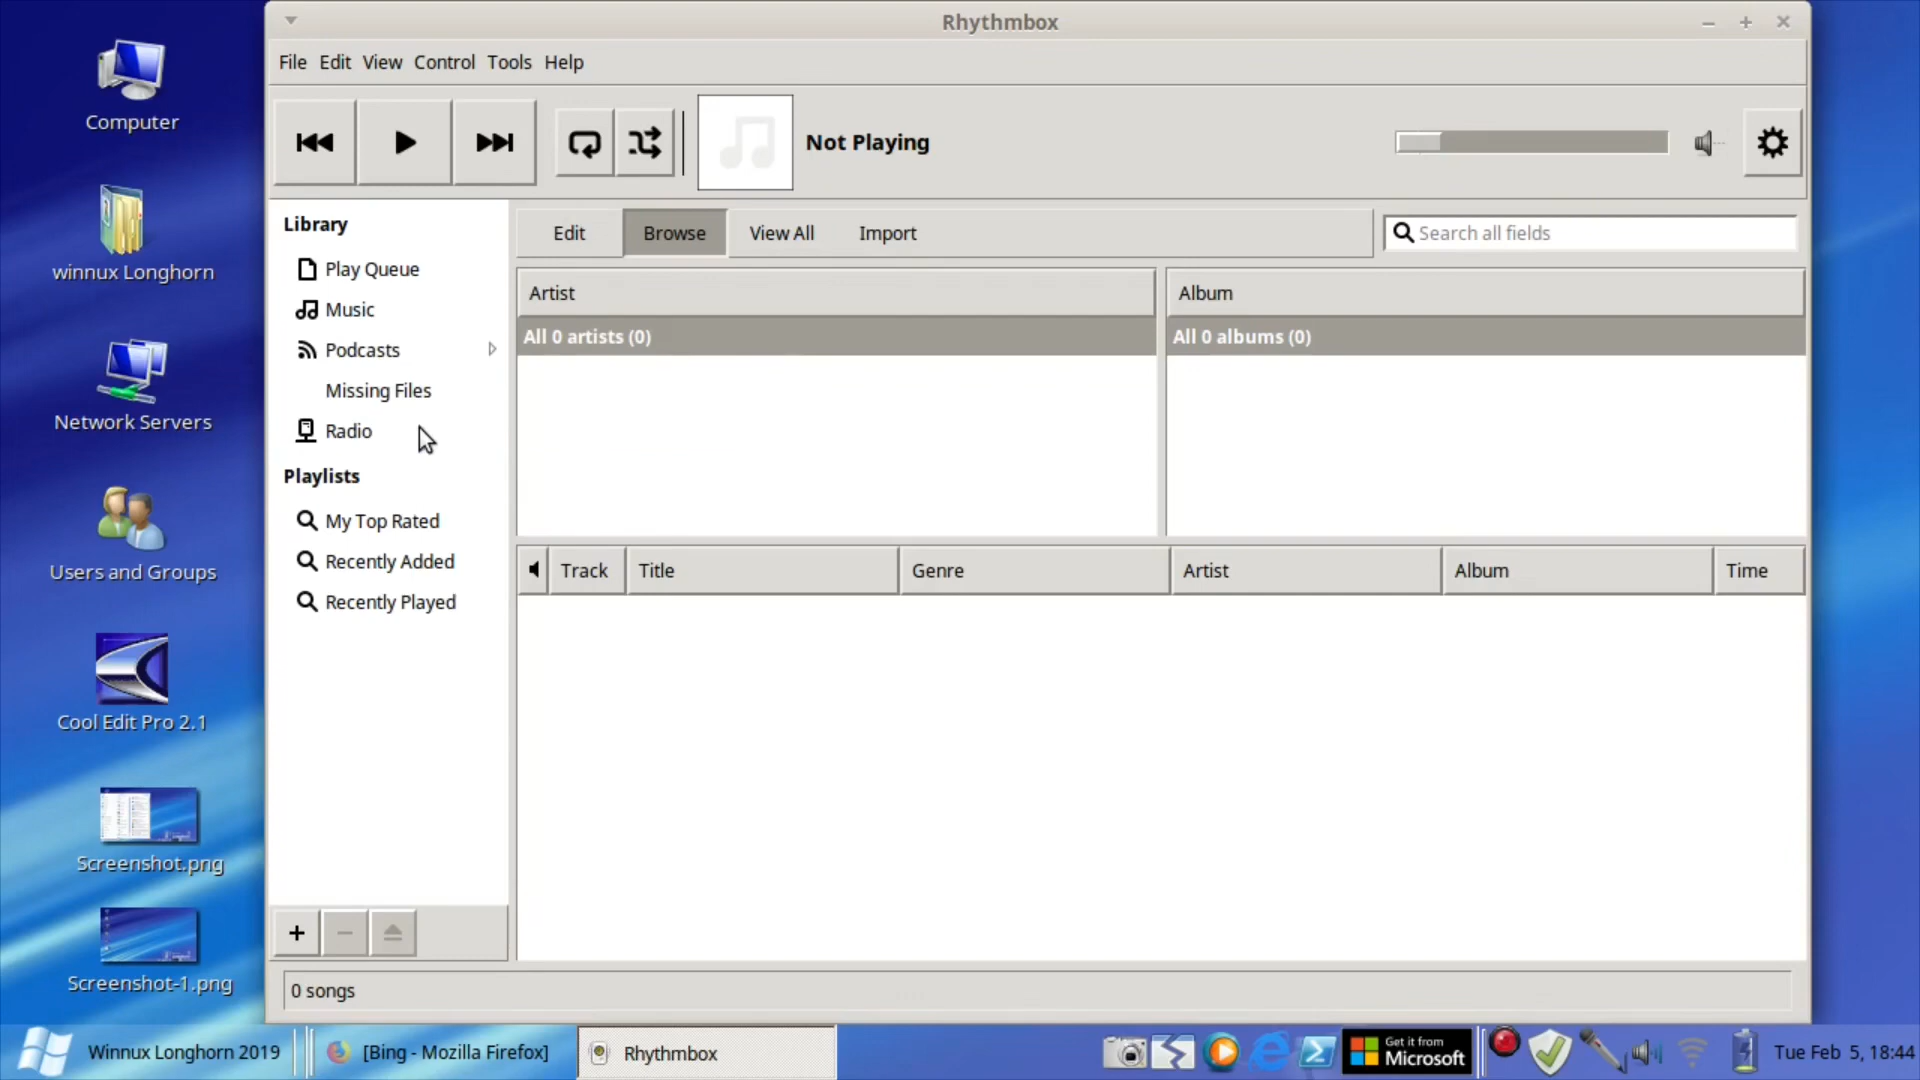 Rhythmbox
File Edit View Control Tools Help
Not Playing
Library
Play Queue
Music
Podcasts
Missing Files
Radio
Playlists
My Top Rated
Recently Added
Recently Played
Edit Browse View All Import
Search all fields
Artist Album
All 0 artists (0) All 0 albums (0)
Track Title Genre Artist Album Time
0 songs
Computer
winnux Longhorn
Network Servers
Users and Groups
Cool Edit Pro 2.1
Screenshot.png
Screenshot-1.png
Winnux Longhorn 2019
[Bing - Mozilla Firefox]
Rhythmbox
Get it from
Microsoft
Tue Feb 5, 18:44